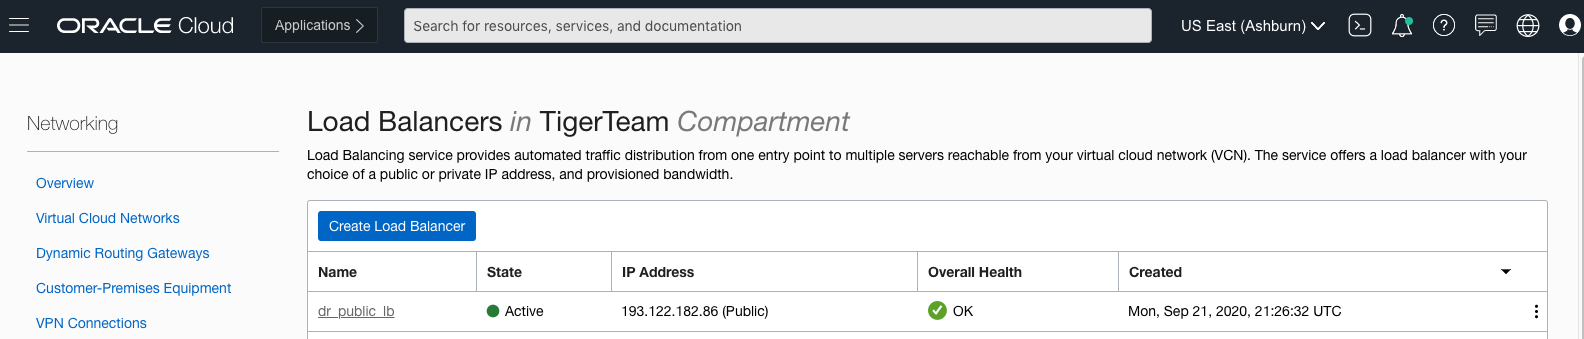 ORACLE Cloud
Applications
Search for resources, services, and documentation
US East (Ashburn)
Networking
Overview
Virtual Cloud Networks
Dynamic Routing Gateways
Customer-Premises Equipment
VPN Connections
Load Balancers in TigerTeam Compartment
Load Balancing service provides automated traffic distribution from one entry point to multiple servers reachable from your virtual cloud network (VCN). The service offers a load balancer with your
choice of a public or private IP address, and provisioned bandwidth.
Create Load Balancer
Name State IP Address Overall Health Created
dr_public_lb Active 193.122.182.86 (Public) OK Mon, Sep 21, 2020, 21:26:32 UTC